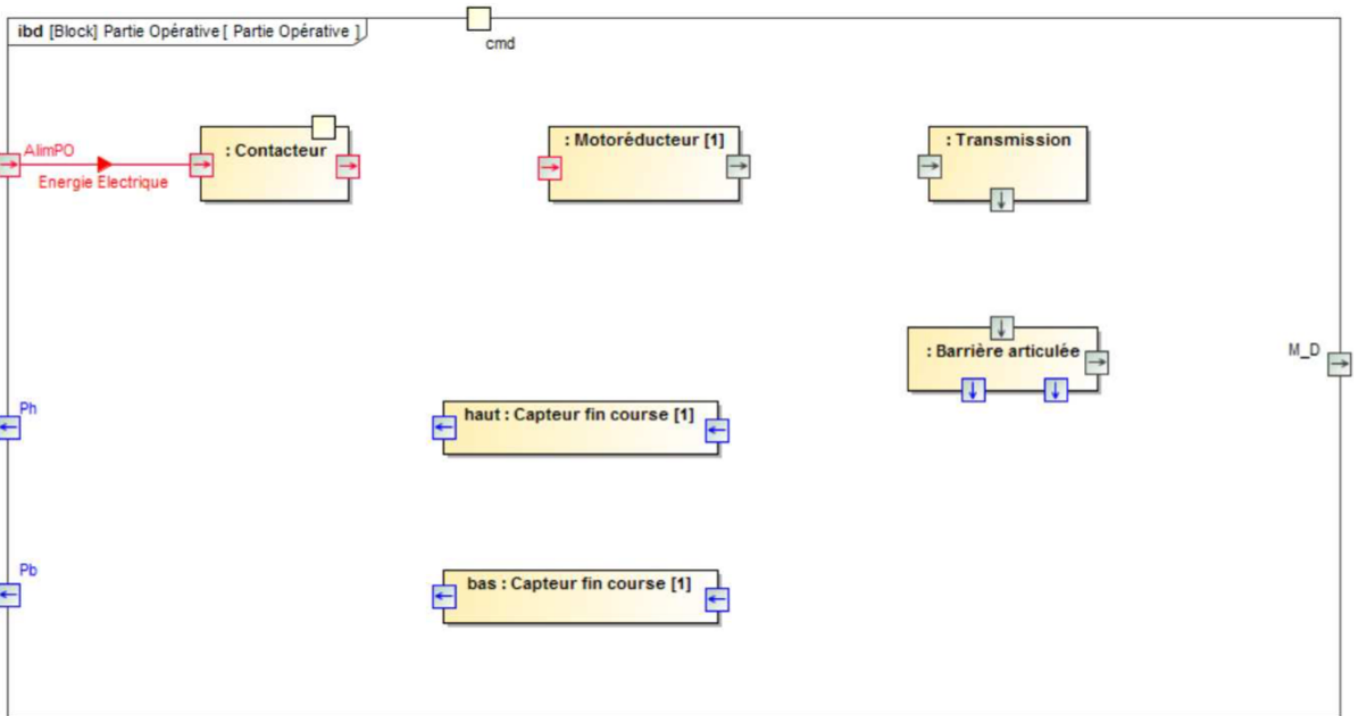 ibd [Block] Partie Opérative [ Partie Opérative ]
cmd
AlimPO
Energie Electrique
: Contacteur
: Motoréducteur [1]
: Transmission
: Barrière articulée
M_D
Ph
haut : Capteur fin course [1]
Pb
bas : Capteur fin course [1]